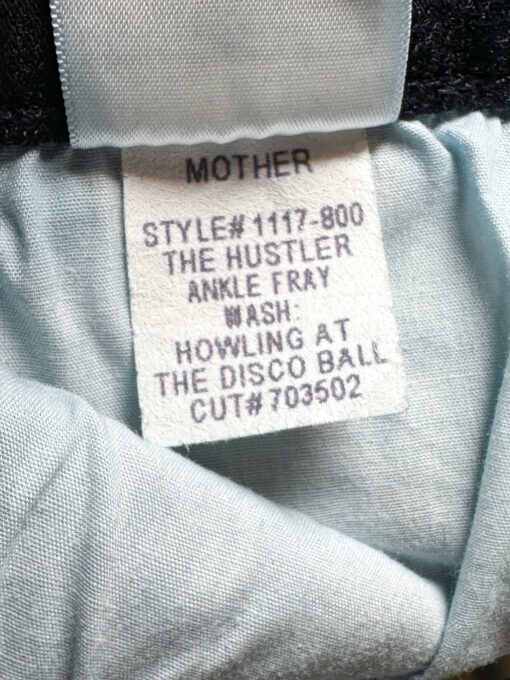 MOTHER
STYLE# 1117-800
THE HUSTLER
ANKLE FRAY
WASH:
HOWLING AT
THE DISCO BALL
CUT# 703502